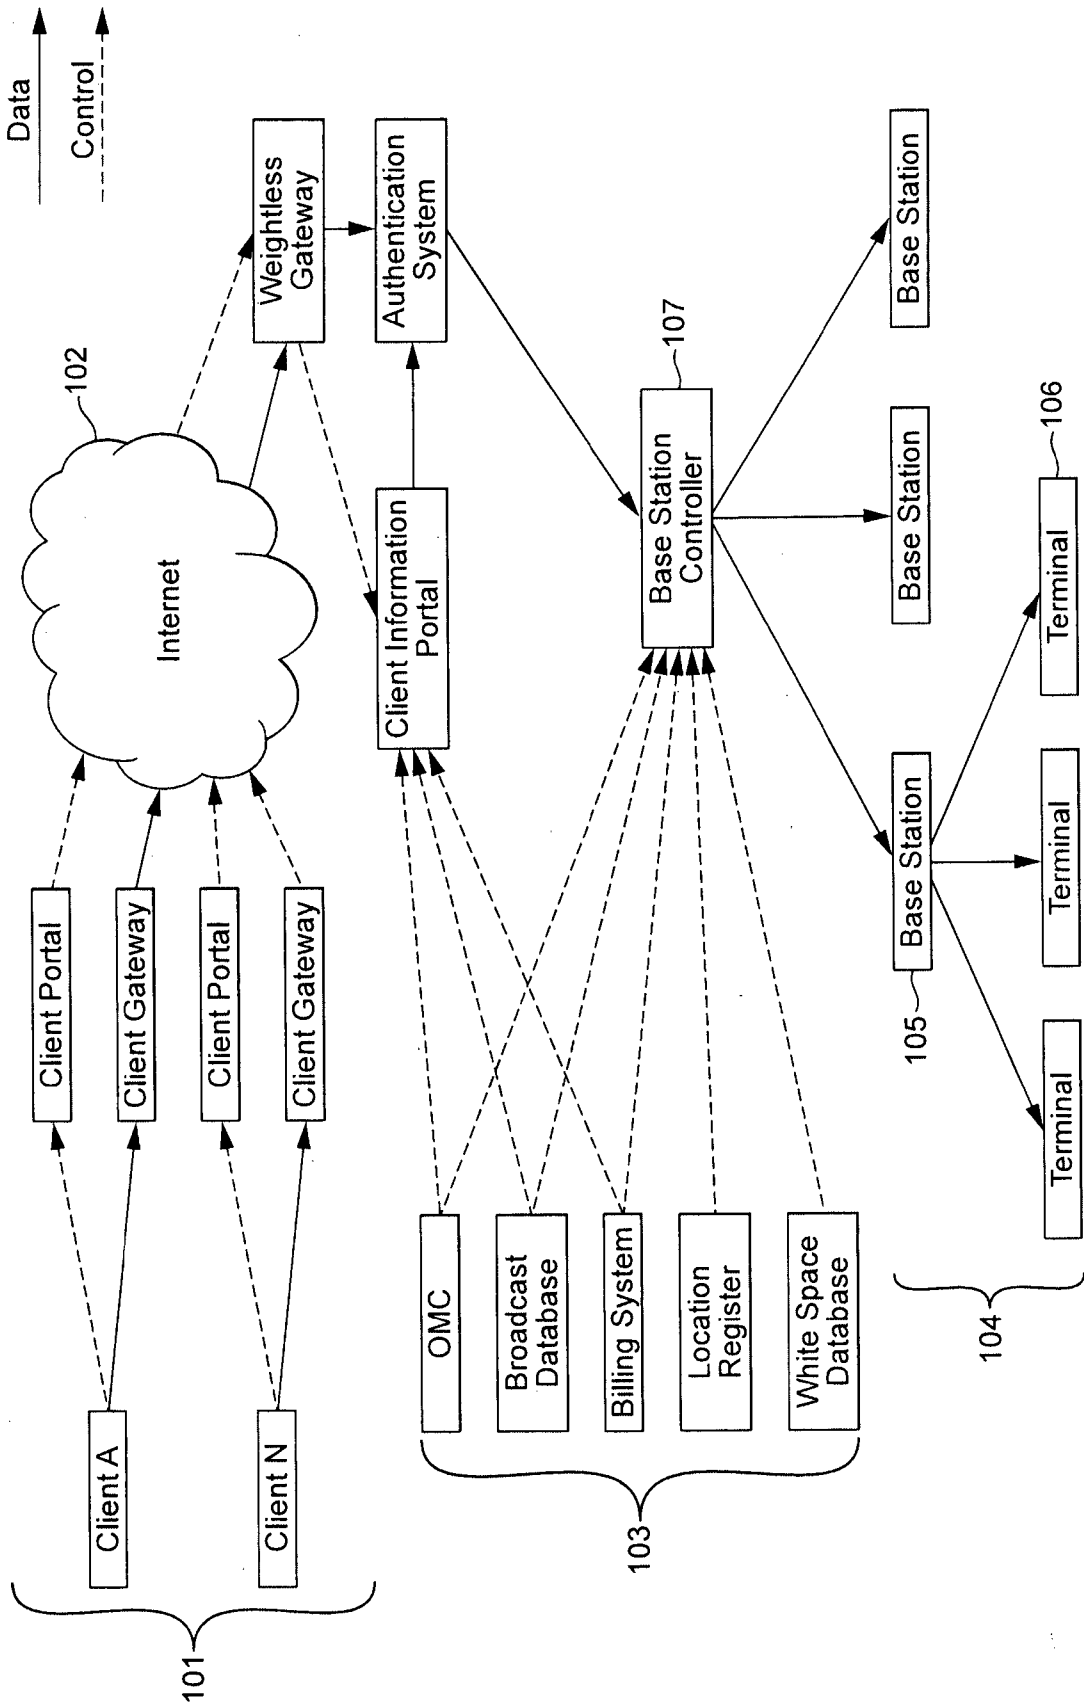 Data
Control
102
Internet
Weightless
Gateway
Authentication
System
Client Information
Portal
Client Portal
Client Gateway
Client Portal
Client Gateway
Client A
Client N
101
OMC
Broadcast
Database
Billing System
Location
Register
White Space
Database
103
Base Station
Controller
107
Base Station
105
Base Station
Base Station
Terminal
Terminal
Terminal
106
104